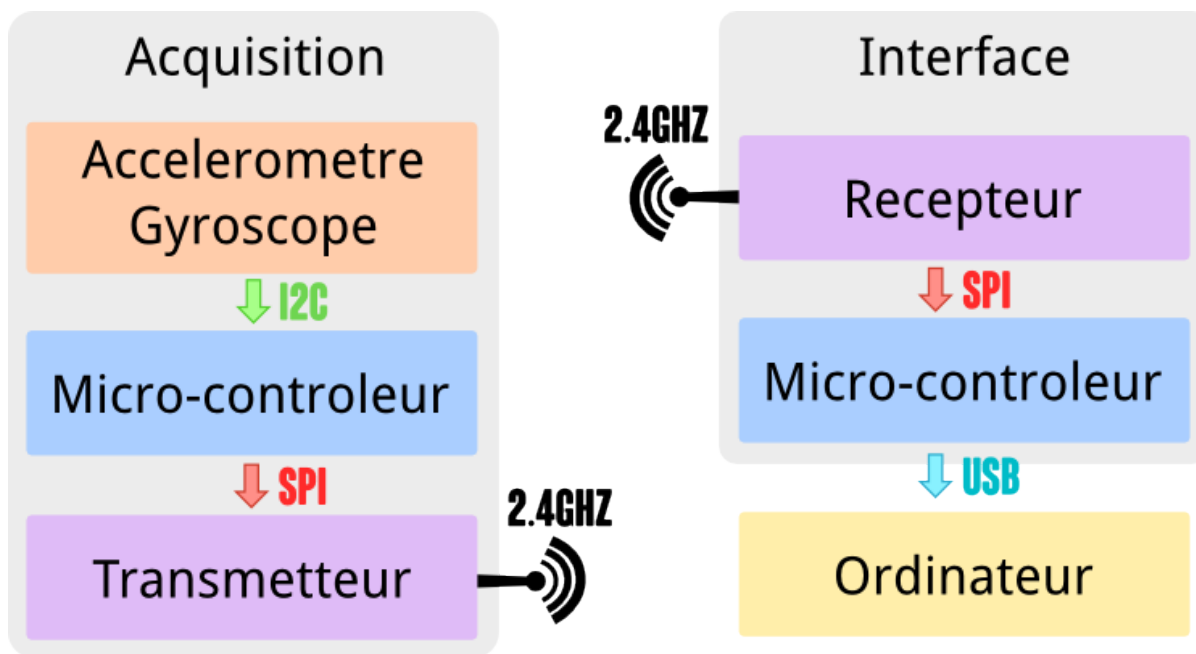 Acquisition
Accelerometre
Gyroscope
I2C
Micro-controleur
SPI
Transmetteur
2.4GHZ
Interface
2.4GHZ
Recepteur
SPI
Micro-controleur
USB
Ordinateur